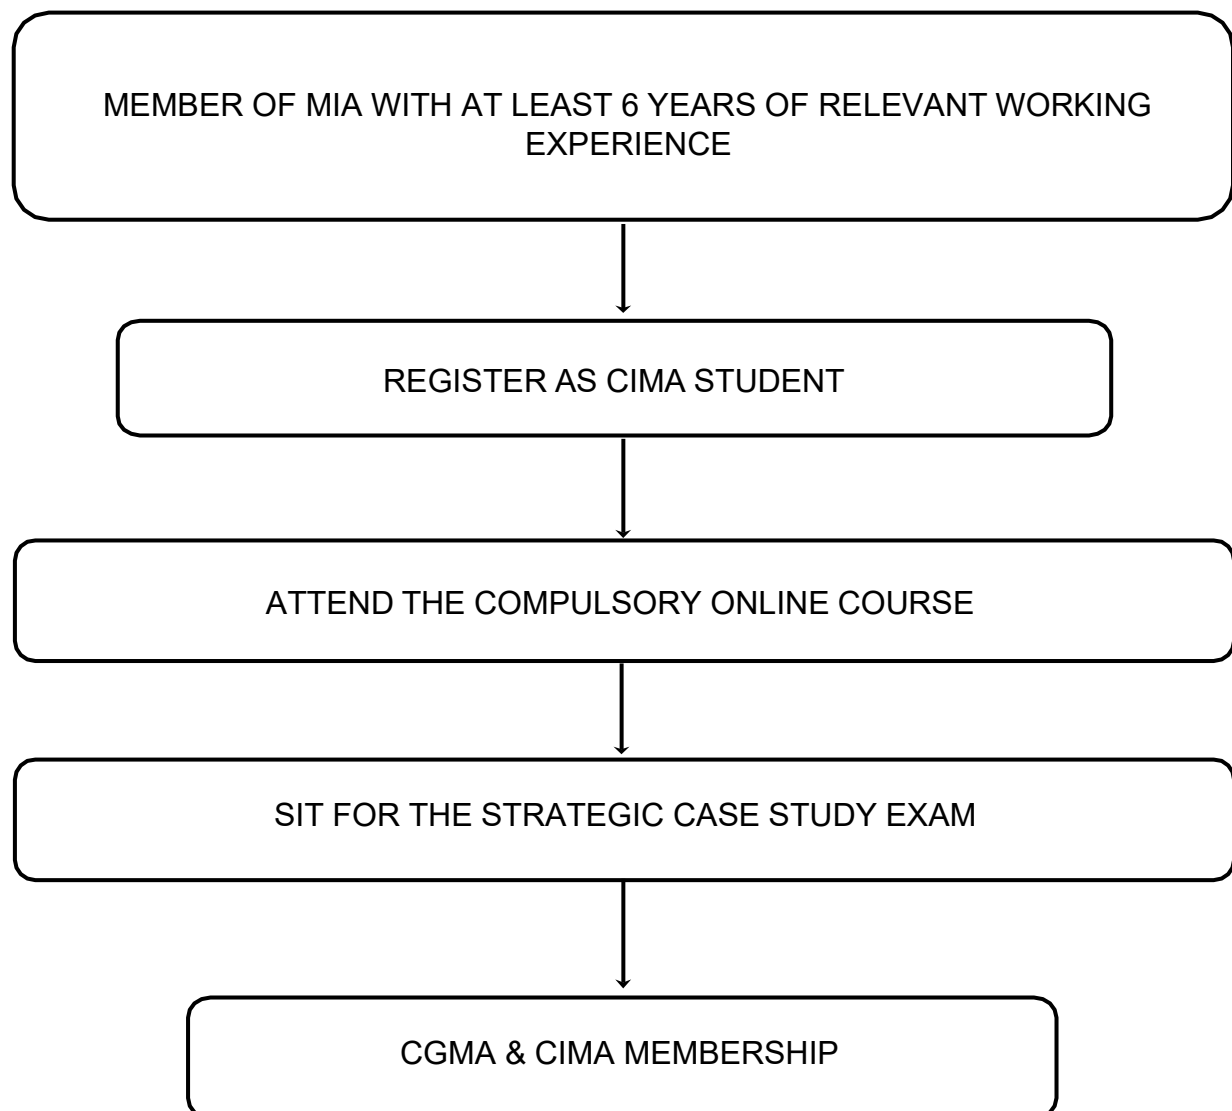 MEMBER OF MIA WITH AT LEAST 6 YEARS OF RELEVANT WORKING
EXPERIENCE
REGISTER AS CIMA STUDENT
ATTEND THE COMPULSORY ONLINE COURSE
SIT FOR THE STRATEGIC CASE STUDY EXAM
CGMA & CIMA MEMBERSHIP